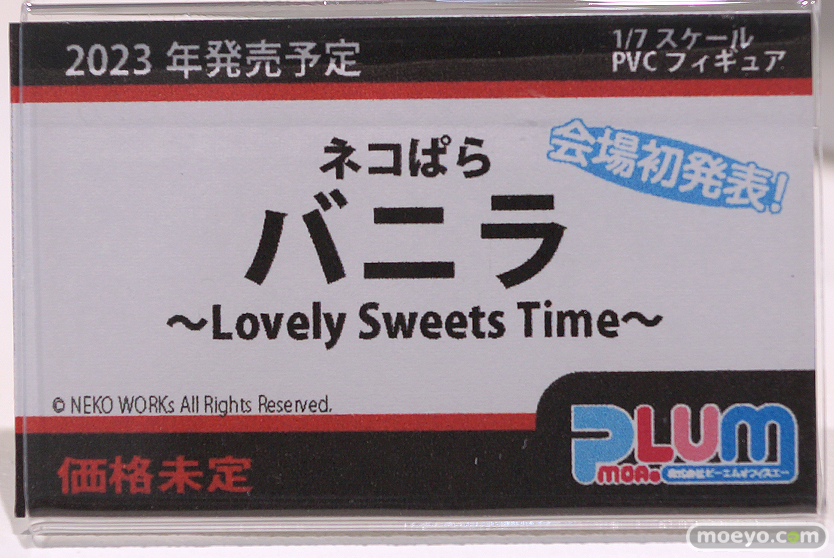 2023 年発売予定
1/7 スケール
PVC フィギュア
ネコぱら
会場初発表!
バニラ
～Lovely Sweets Time～
© NEKO WORKs All Rights Reserved.
価格未定
PLUM
PMOA
株式会社ピーエムオフィスエー
moeyo.com